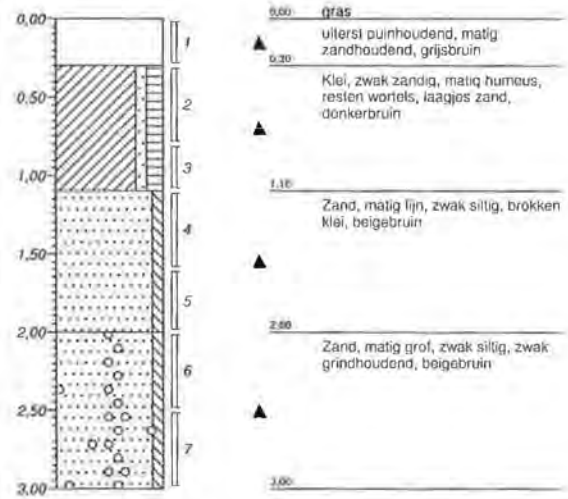 0,00
0,50
1,00
1,50
2,00
2,50
3,00
1
2
3
4
5
6
7
0,00 gras
uiterst puinhoudend, matig
zandhoudend, grijsbruin
0,30
Klei, zwak zandig, matig humeus,
resten wortels, laagjes zand,
donkerbruin
1,10
Zand, matig fijn, zwak siltig, brokken
klei, beigebruin
2,00
Zand, matig grof, zwak siltig, zwak
grindhoudend, beigebruin
3,00